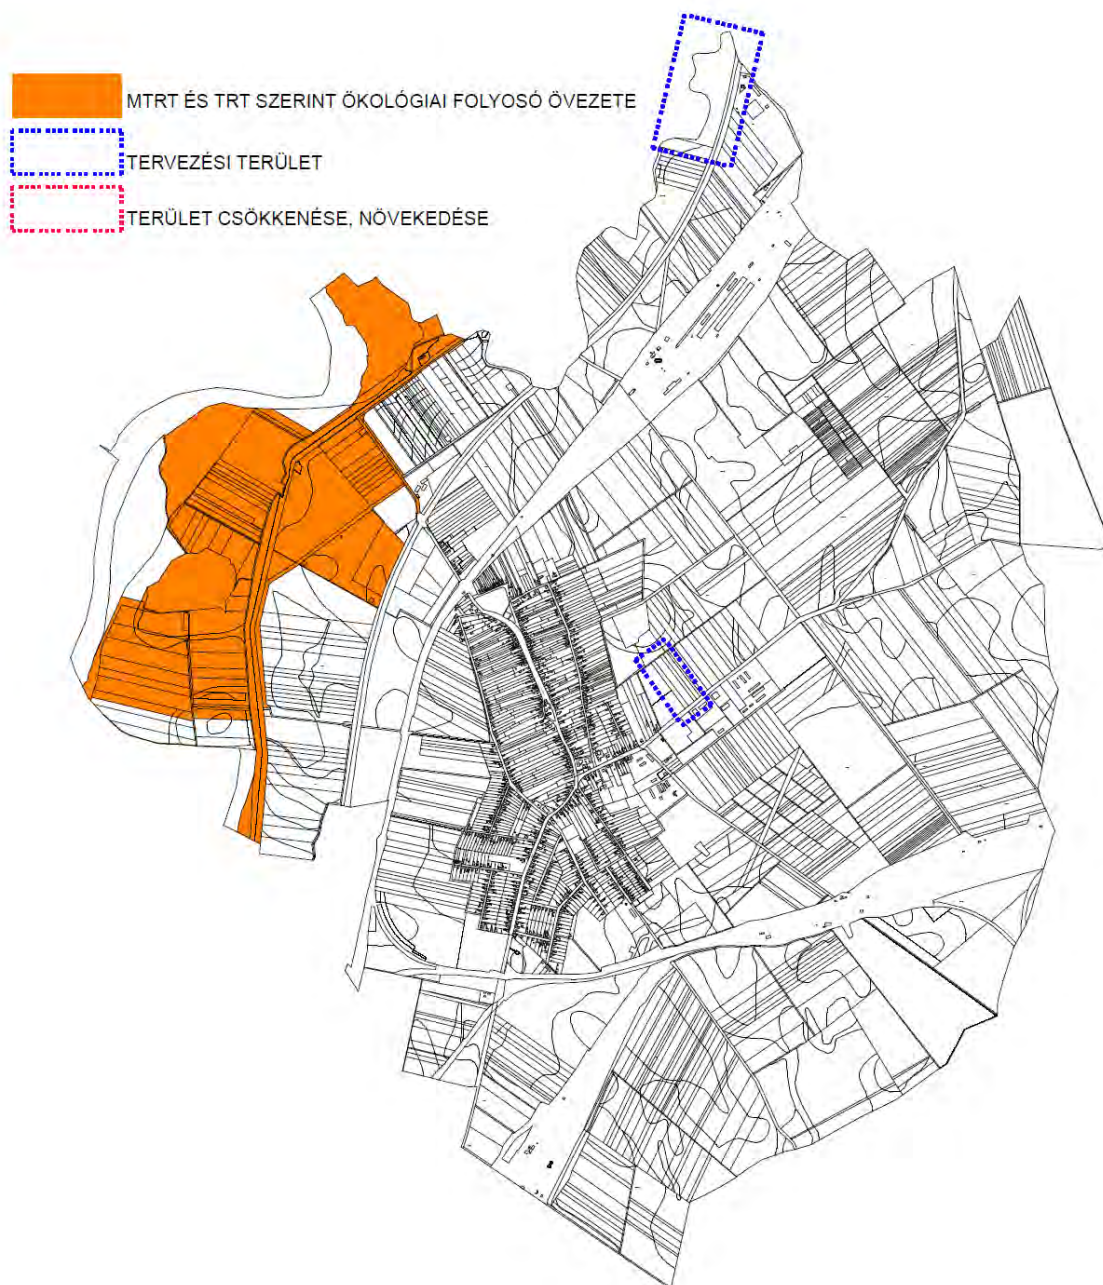 MTRT ÉS TRT SZERINT ÖKOLÓGIAI FOLYOSÓ ÖVEZETE
TERVEZÉSI TERÜLET
TERÜLET CSÖKKENÉSE, NÖVEKEDÉSE